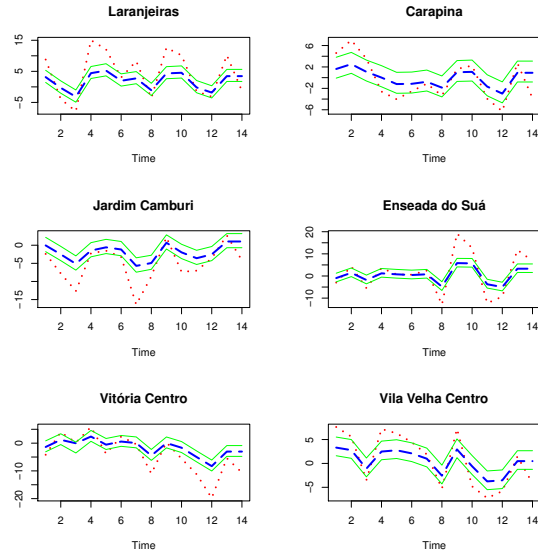 Laranjeiras
15
5
-5
2 4 6 8 10 12 14
Time
Carapina
6
2
-2
-6
2 4 6 8 10 12 14
Time
Jardim Camburi
0
-5
-15
2 4 6 8 10 12 14
Time
Enseada do Suá
20
10
0
-10
2 4 6 8 10 12 14
Time
Vitória Centro
0
-10
-20
2 4 6 8 10 12 14
Time
Vila Velha Centro
5
0
-5
2 4 6 8 10 12 14
Time